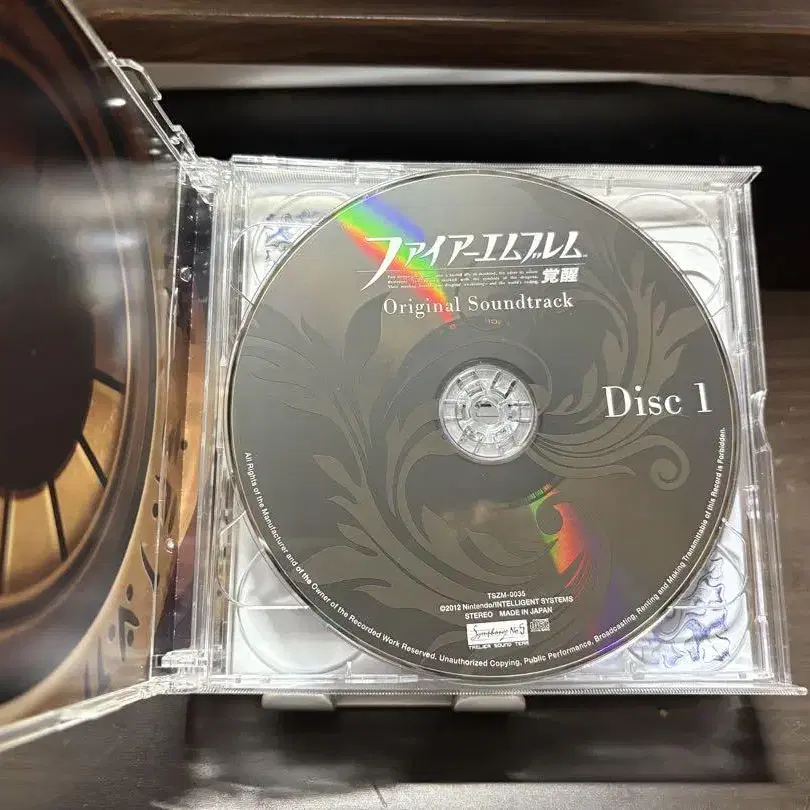 ファイアーエムブレム
覚醒
Original Soundtrack
Disc 1
All Rights of the Manufacturer and of the Owner of the Recorded Work Reserved. Unauthorized Copying, Public Performance, Broadcasting, Renting and Making Transmittable of this Record is Forbidden.
TSZM-0035
©2012 Nintendo/INTELLIGENT SYSTEMS
STEREO MADE IN JAPAN
Symphony No.5